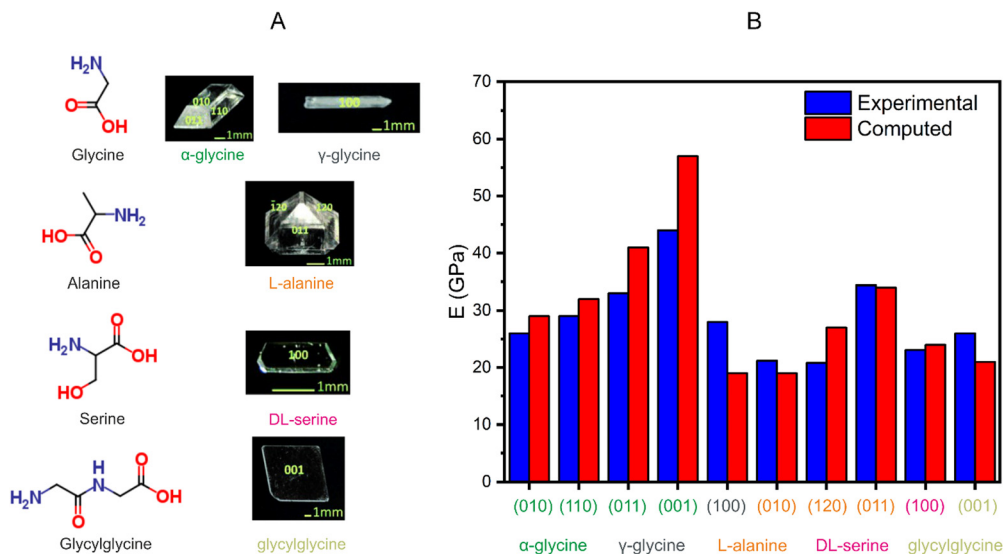 A
H₂N
O
OH
Glycine
010
110
011
1mm
α-glycine
100
1mm
γ-glycine
NH₂
HO
O
Alanine
1̄20
120
011
1mm
L-alanine
O
H₂N
OH
HO
Serine
100
1mm
DL-serine
H
N
O
OH
H₂N
O
Glycylglycine
001
1mm
glycylglycine
B
Experimental
Computed
E (GPa)
70
60
50
40
30
20
10
0
(010) (110) (011) (001) (100) (010) (120) (011) (100) (001)
α-glycine γ-glycine L-alanine DL-serine glycylglycine